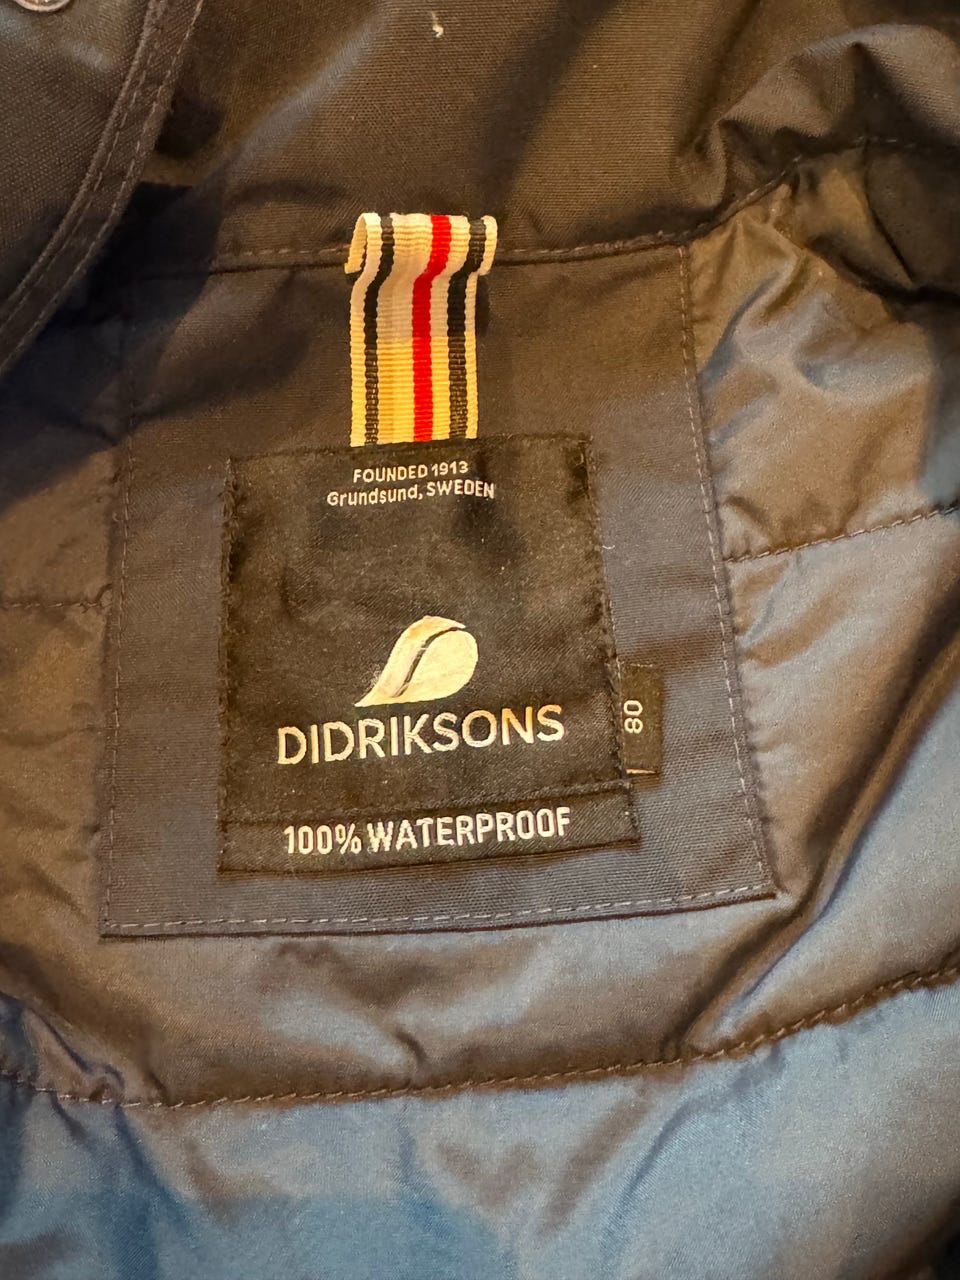 FOUNDED 1913
Grundsund, SWEDEN
DIDRIKSONS
80
100% WATERPROOF